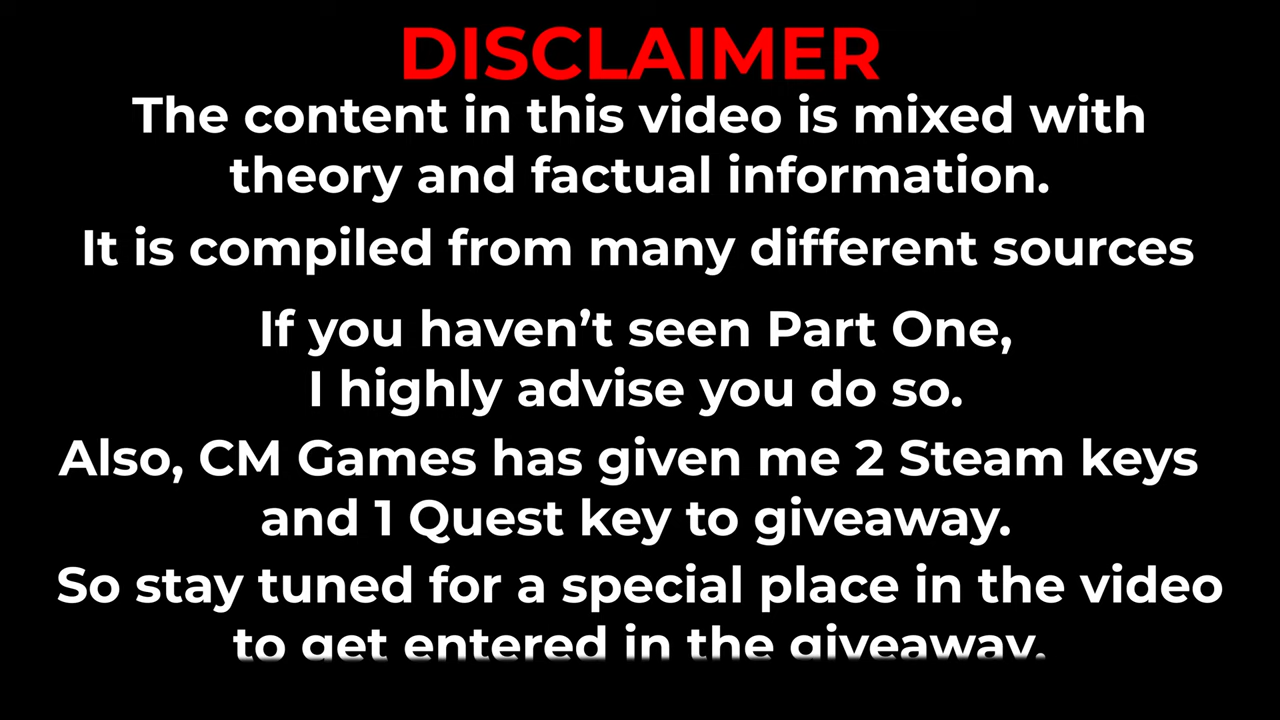 DISCLAIMER
The content in this video is mixed with
theory and factual information.
It is compiled from many different sources
If you haven’t seen Part One,
I highly advise you do so.
Also, CM Games has given me 2 Steam keys
and 1 Quest key to giveaway.
So stay tuned for a special place in the video
to get entered in the giveaway.